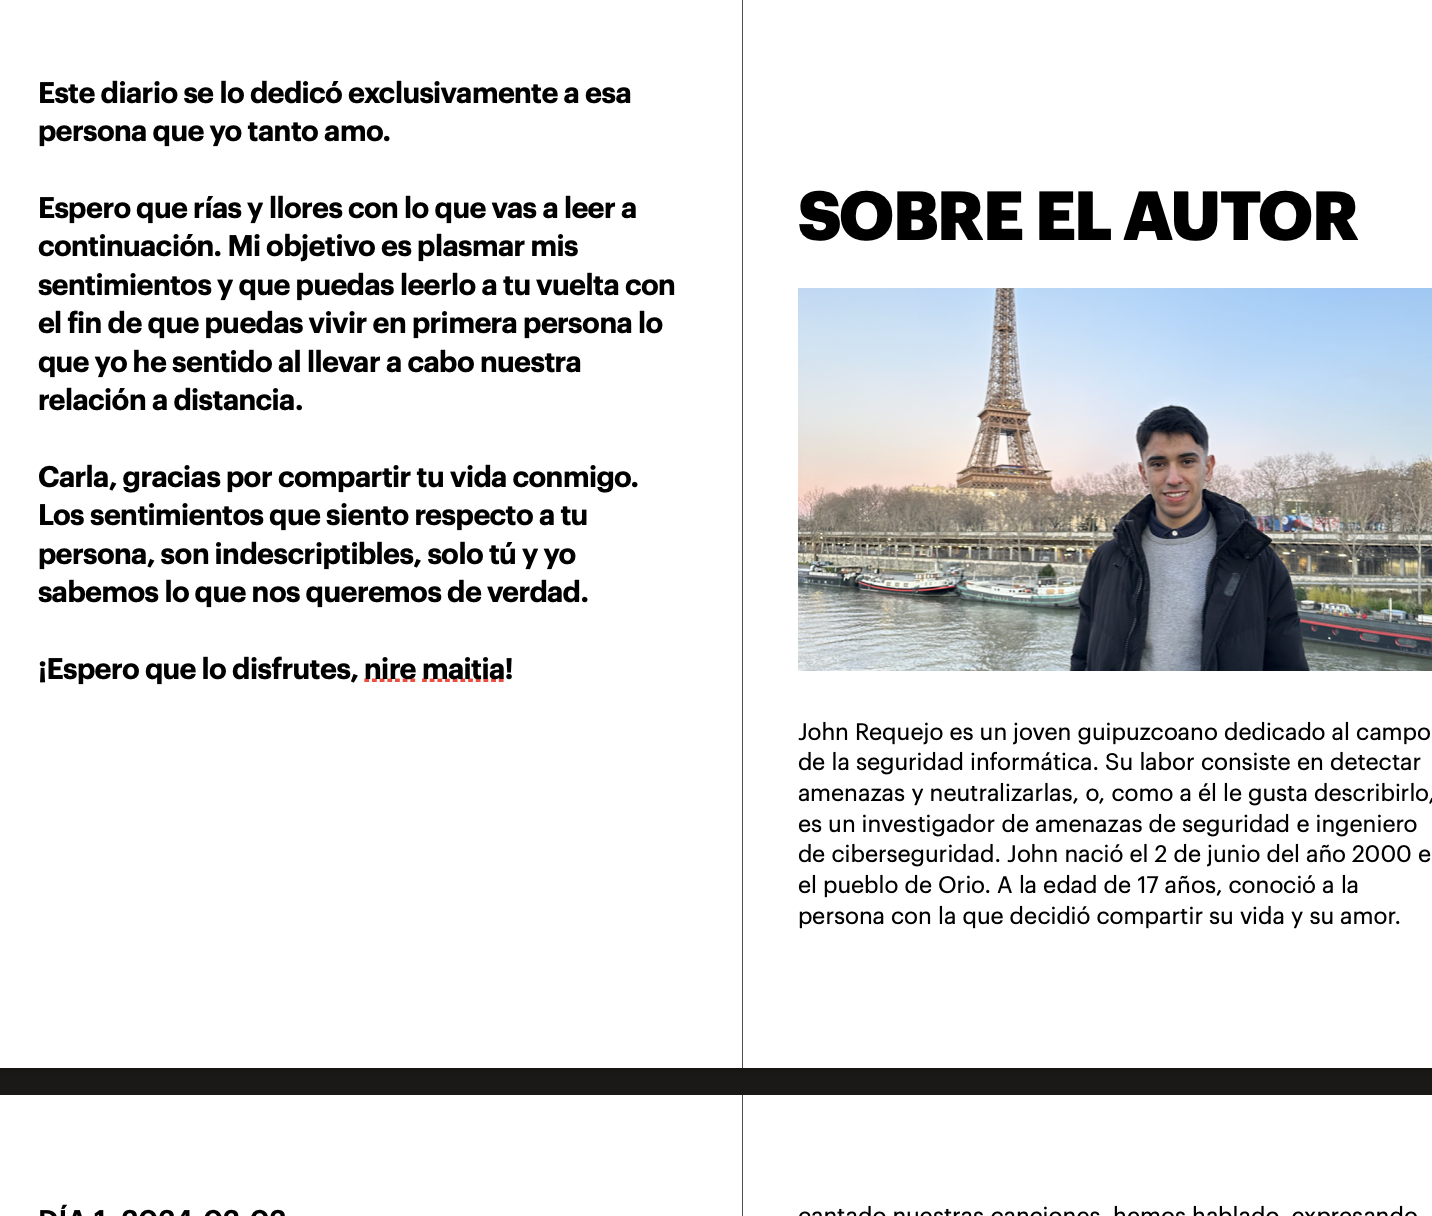 Este diario se lo dedicó exclusivamente a esa
persona que yo tanto amo.
Espero que rías y llores con lo que vas a leer a
continuación. Mi objetivo es plasmar mis
sentimientos y que puedas leerlo a tu vuelta con
el fin de que puedas vivir en primera persona lo
que yo he sentido al llevar a cabo nuestra
relación a distancia.
Carla, gracias por compartir tu vida conmigo.
Los sentimientos que siento respecto a tu
persona, son indescriptibles, solo tú y yo
sabemos lo que nos queremos de verdad.
¡Espero que lo disfrutes, nire maitia!
SOBRE EL AUTOR
John Requejo es un joven guipuzcoano dedicado al campo
de la seguridad informática. Su labor consiste en detectar
amenazas y neutralizarlas, o, como a él le gusta describirlo,
es un investigador de amenazas de seguridad e ingeniero
de ciberseguridad. John nació el 2 de junio del año 2000 e
el pueblo de Orio. A la edad de 17 años, conoció a la
persona con la que decidió compartir su vida y su amor.
cantado nuestras canciones, hemos hablado, expresando